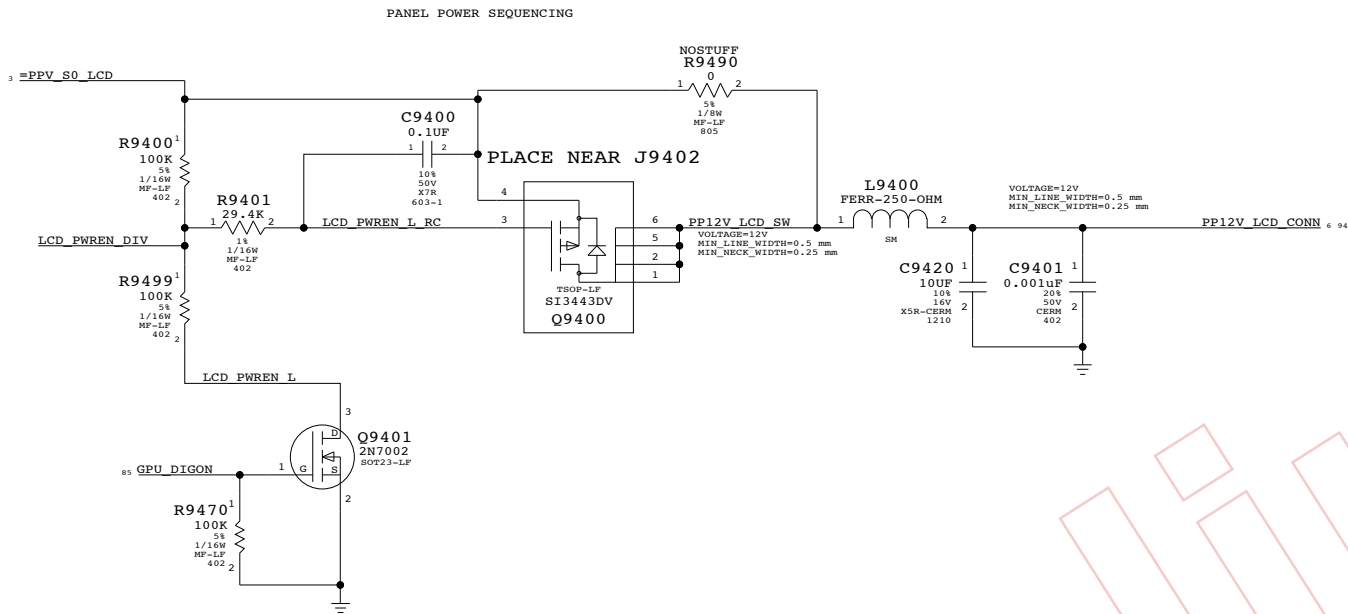 PANEL POWER SEQUENCING
3 =PPV_S0_LCD
NOSTUFF
R9490
0
1 2
5%
1/8W
MF-LF
805
C9400
0.1UF
1 2
10%
50V
X7R
603-1
PLACE NEAR J9402
R9400 1
100K
5%
1/16W
MF-LF
402
2
R9401
29.4K
1 2
1%
1/16W
MF-LF
402
LCD_PWREN_L_RC
LCD_PWREN_DIV
4
3
6
5
2
1
TSOP-LF
SI3443DV
Q9400
PP12V_LCD_SW
VOLTAGE=12V
MIN_LINE_WIDTH=0.5 mm
MIN_NECK_WIDTH=0.25 mm
L9400
FERR-250-OHM
1 2
SM
VOLTAGE=12V
MIN_LINE_WIDTH=0.5 mm
MIN_NECK_WIDTH=0.25 mm
PP12V_LCD_CONN 6 94
R9499 1
100K
5%
1/16W
MF-LF
402
2
C9420 1
10UF
10%
16V
X5R-CERM
1210
2
C9401 1
0.001uF
20%
50V
CERM
402
2
LCD_PWREN_L
3
D
Q9401
2N7002
SOT23-LF
1 G S
2
85 GPU_DIGON
R9470 1
100K
5%
1/16W
MF-LF
402
2